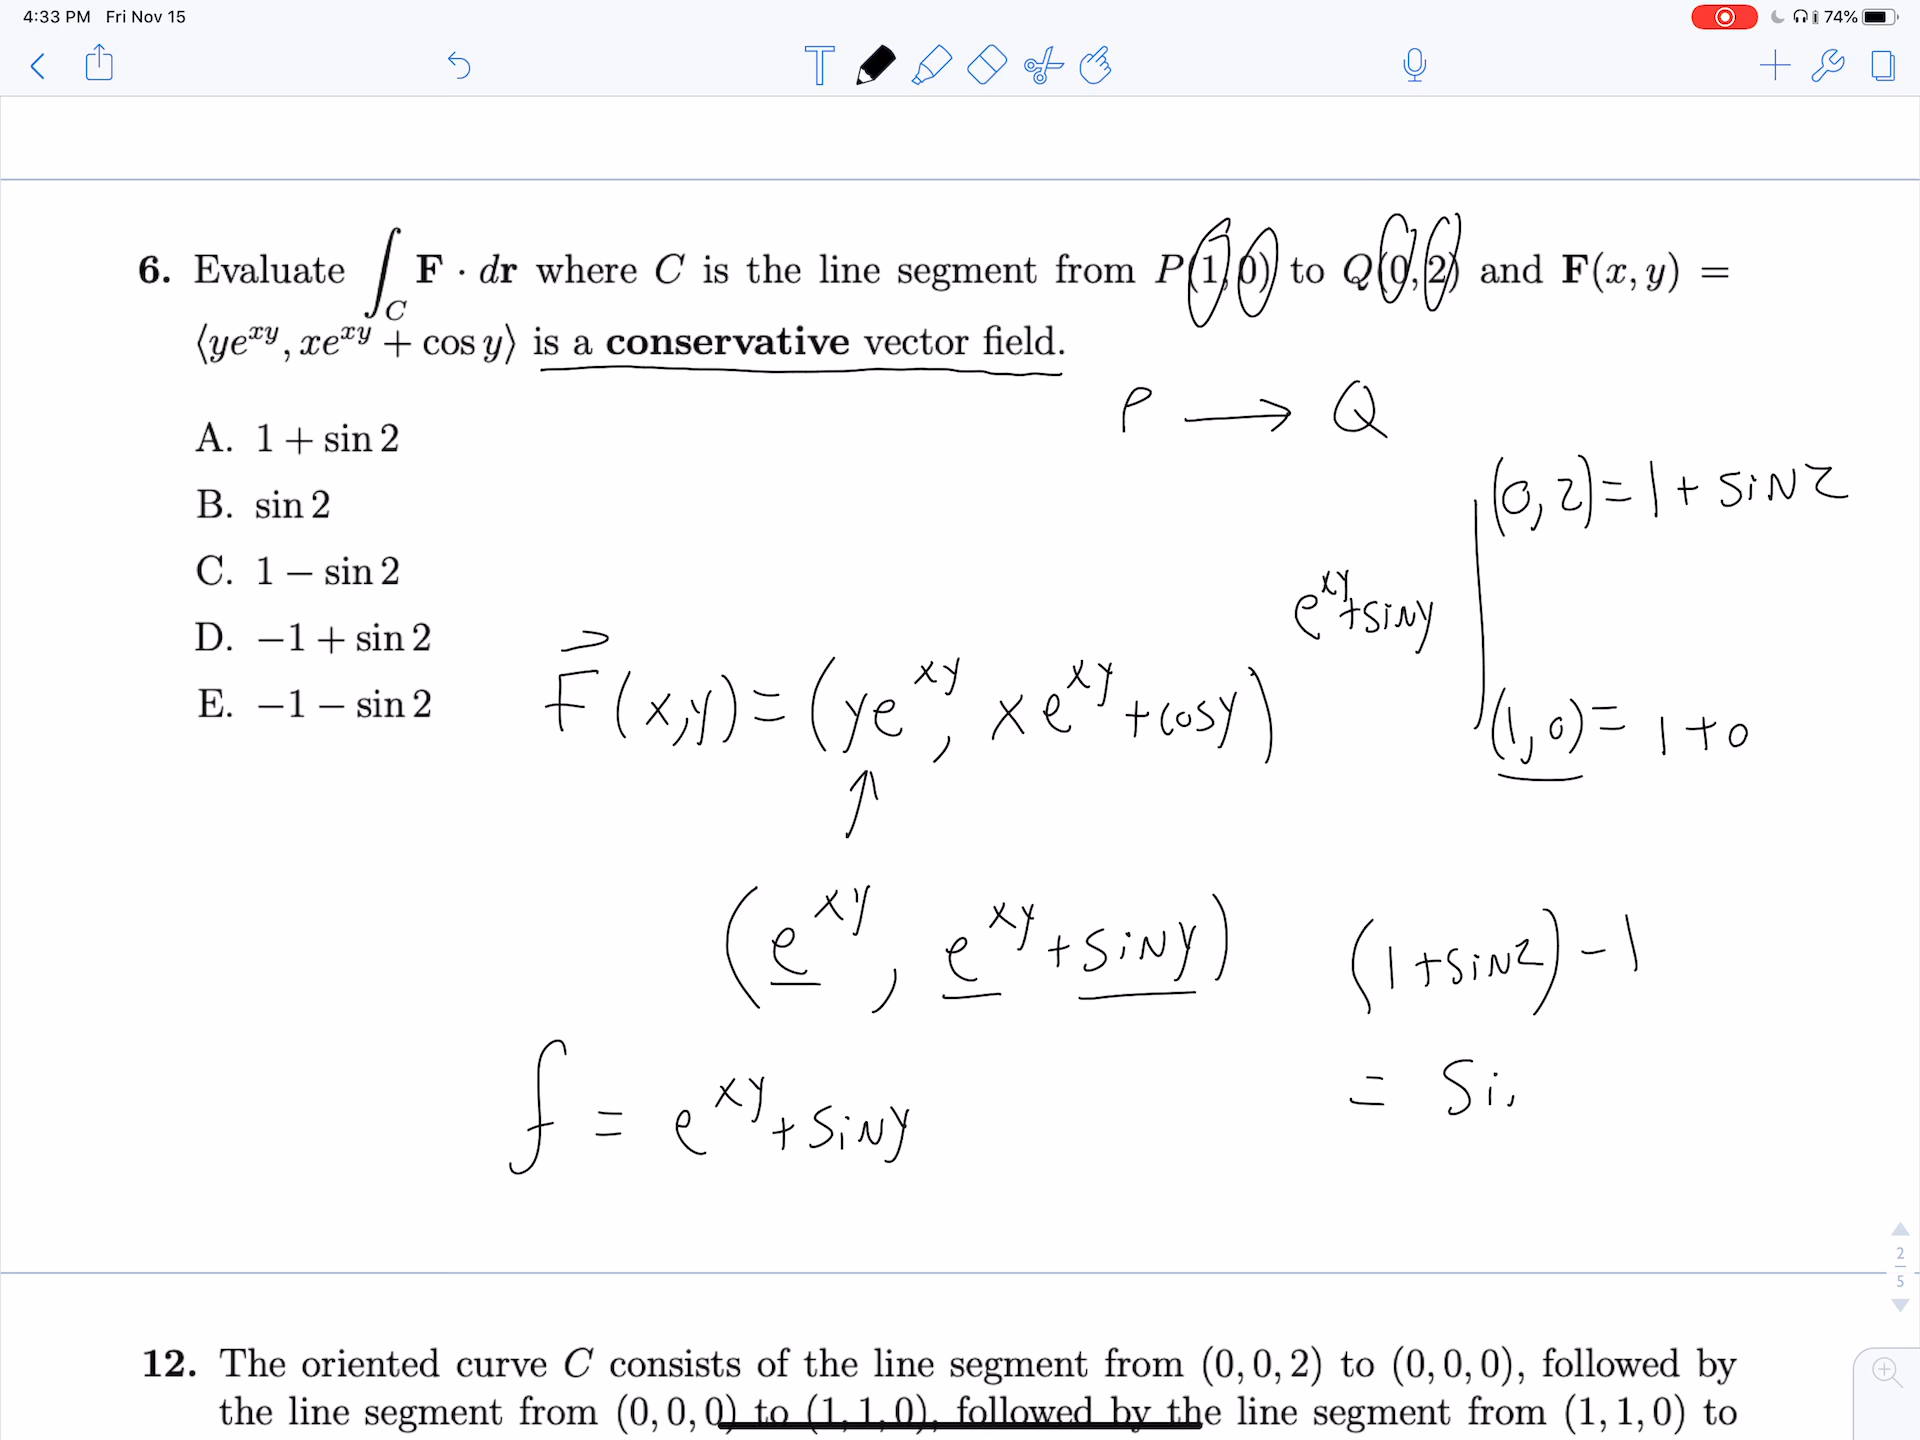 4:33 PM Fri Nov 15
74%
6. Evaluate ∫_C F · dr where C is the line segment from P(1, 0) to Q(0, 2) and F(x, y) =
⟨ye^{xy}, xe^{xy} + cos y⟩ is a conservative vector field.
P → Q
A. 1 + sin 2
B. sin 2
C. 1 − sin 2
D. −1 + sin 2
E. −1 − sin 2
(0, 2) = 1 + sin 2
e^{xy} + sin y
(1, 0) = 1 + 0
F(x,y) = (ye^{xy}, xe^{xy} + cos y)
(e^{xy}, e^{xy} + sin y)
(1 + sin 2) − 1
= Si
f = e^{xy} + sin y
2
5
12. The oriented curve C consists of the line segment from (0, 0, 2) to (0, 0, 0), followed by
the line segment from (0, 0, 0) to (1, 1, 0), followed by the line segment from (1, 1, 0) to